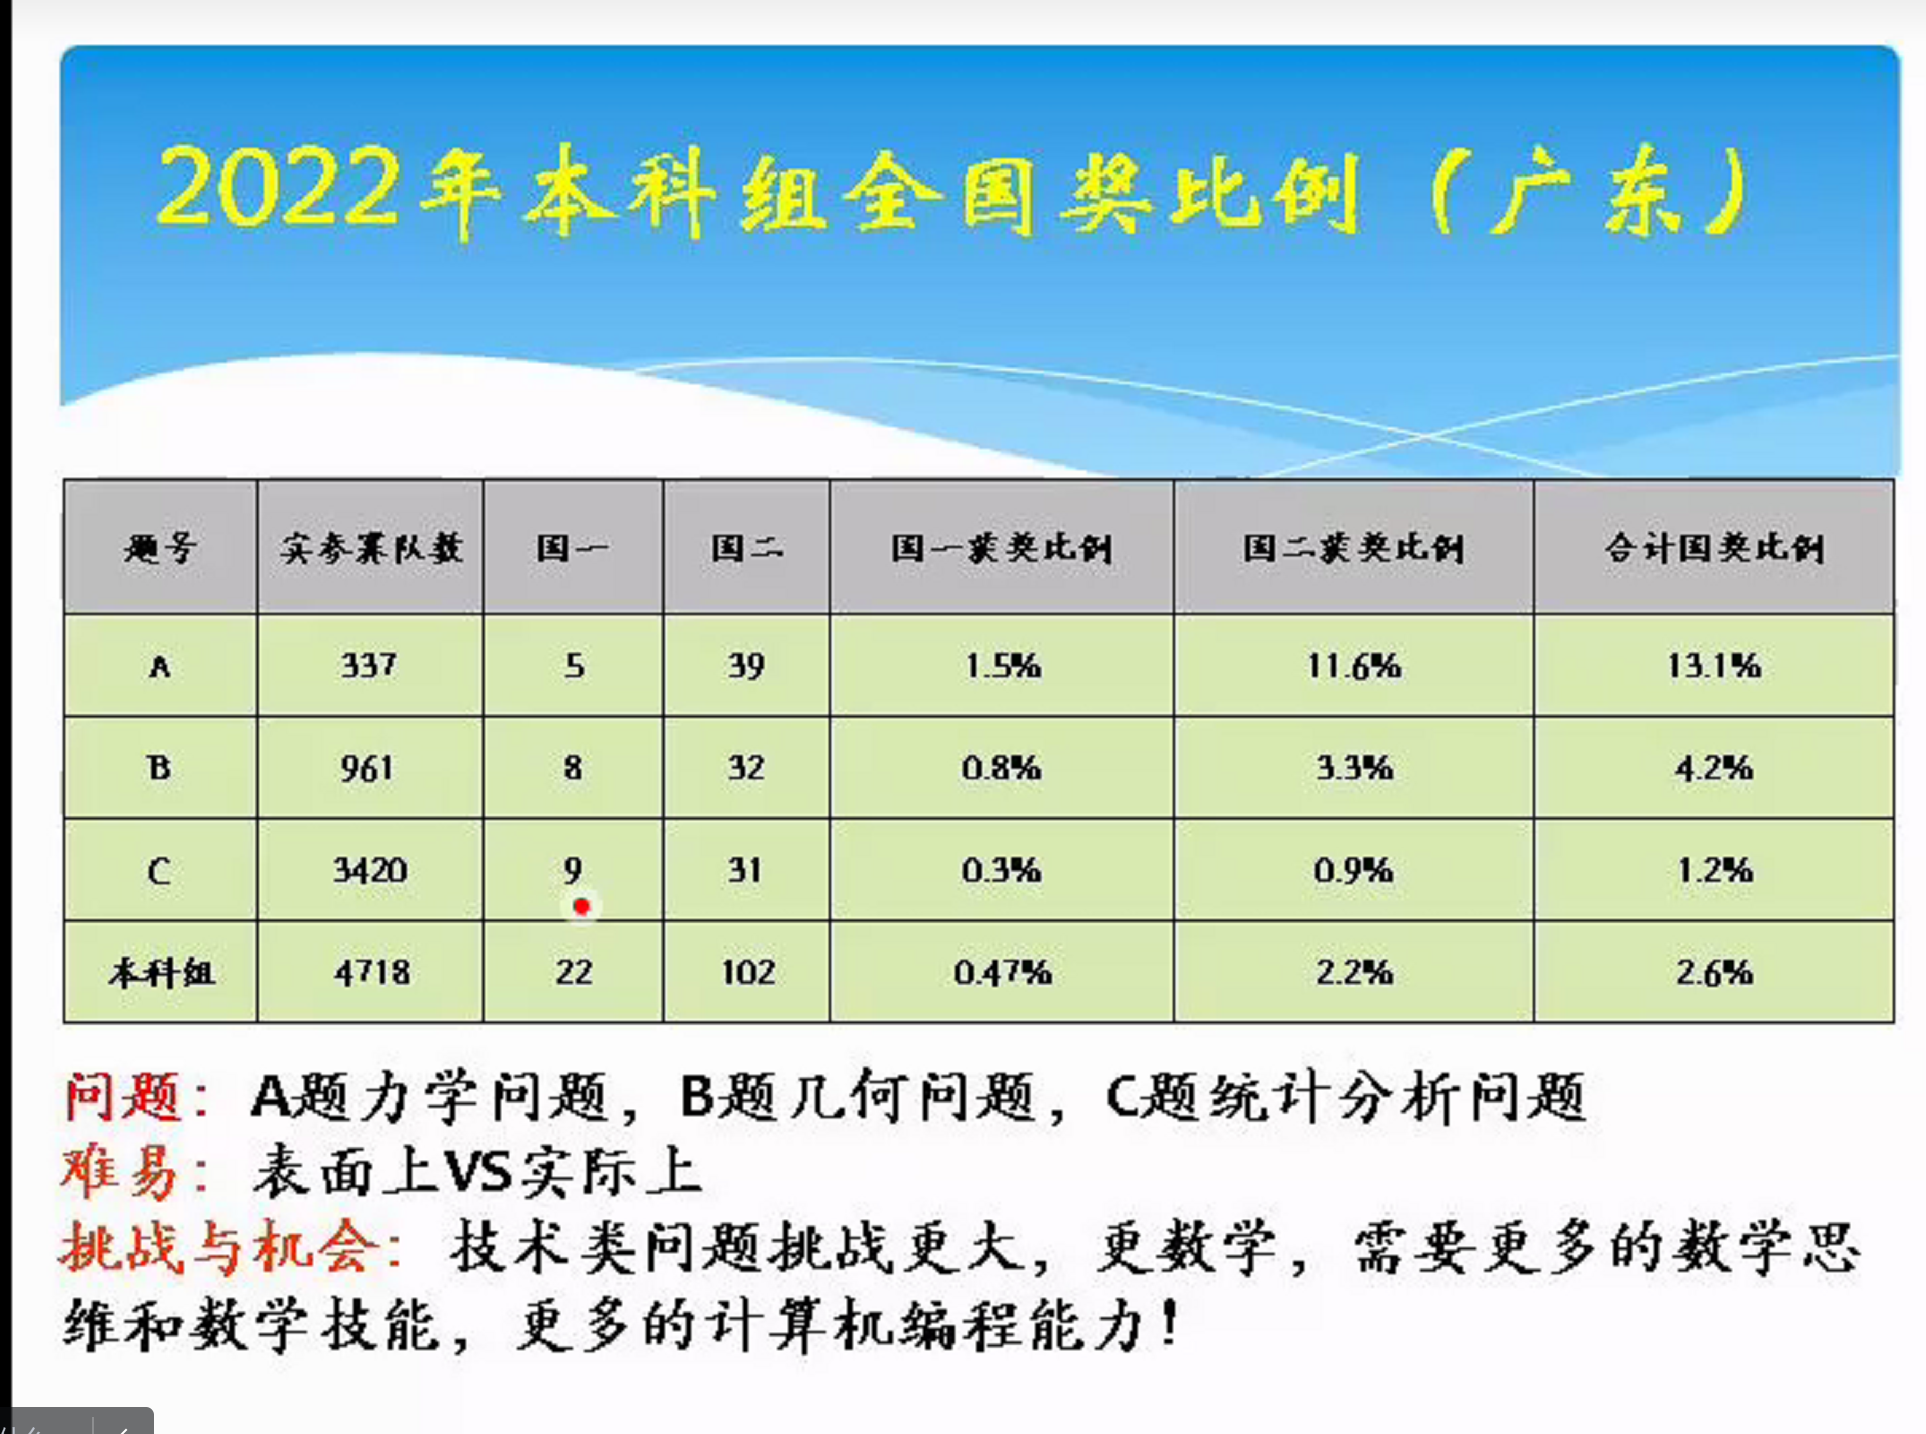 2022年本科组全国奖比例（广东）
题号 实参赛队数 国一 国二 国一获奖比例 国二获奖比例 合计国奖比例
A 337 5 39 1.5% 11.6% 13.1%
B 961 8 32 0.8% 3.3% 4.2%
C 3420 9 31 0.3% 0.9% 1.2%
本科组 4718 22 102 0.47% 2.2% 2.6%
问题：A题力学问题，B题几何问题，C题统计分析问题
难易：表面上VS实际上
挑战与机会：技术类问题挑战更大，更数学，需要更多的数学思
维和数学技能，更多的计算机编程能力！